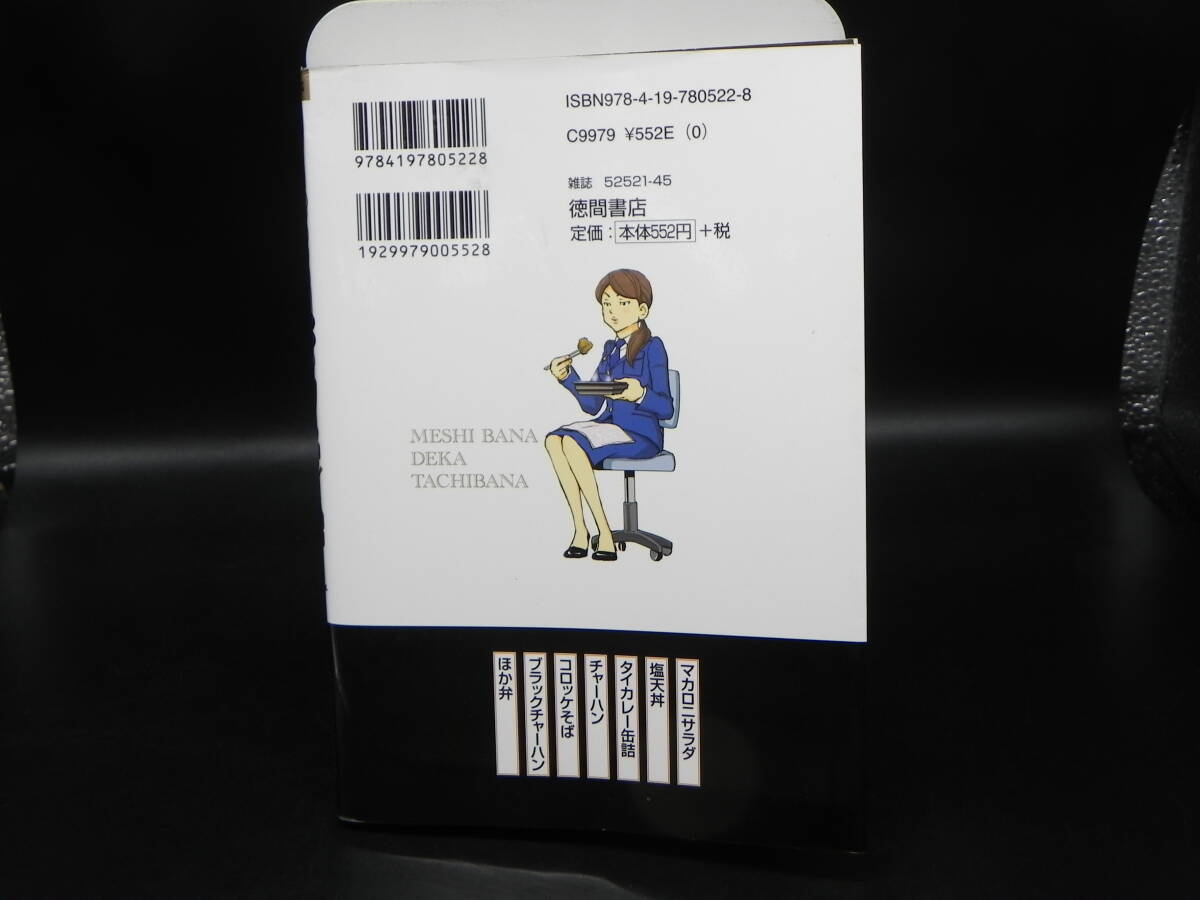 9784197805228
1929979005528
ISBN978-4-19-780522-8
C9979 ¥552E (0)
雑誌 52521-45
徳間書店
定価：本体552円+税
MESHI BANA
DEKA
TACHIBANA
マカロニサラダ
塩天丼
タイカレー缶詰
チャーハン
コロッケそば
ブラックチャーハン
ほか弁